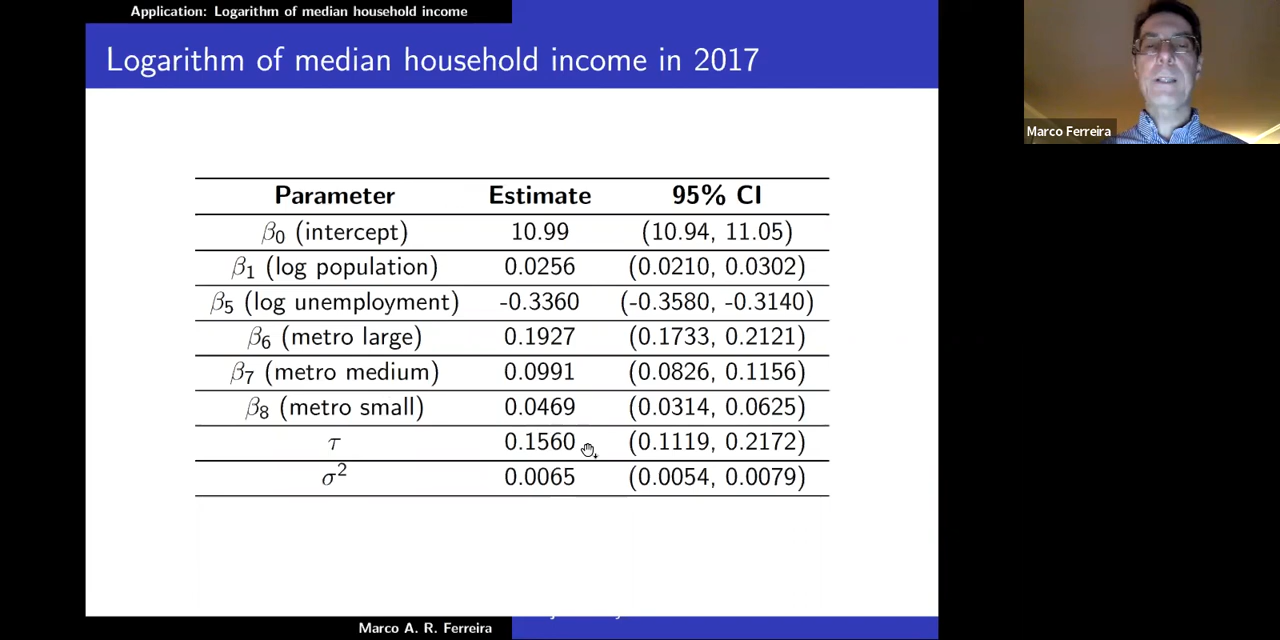 Application: Logarithm of median household income
Logarithm of median household income in 2017
Marco Ferreira
Parameter Estimate 95% CI
β0 (intercept) 10.99 (10.94, 11.05)
β1 (log population) 0.0256 (0.0210, 0.0302)
β5 (log unemployment) -0.3360 (-0.3580, -0.3140)
β6 (metro large) 0.1927 (0.1733, 0.2121)
β7 (metro medium) 0.0991 (0.0826, 0.1156)
β8 (metro small) 0.0469 (0.0314, 0.0625)
τ 0.1560 (0.1119, 0.2172)
σ² 0.0065 (0.0054, 0.0079)
Marco A. R. Ferreira